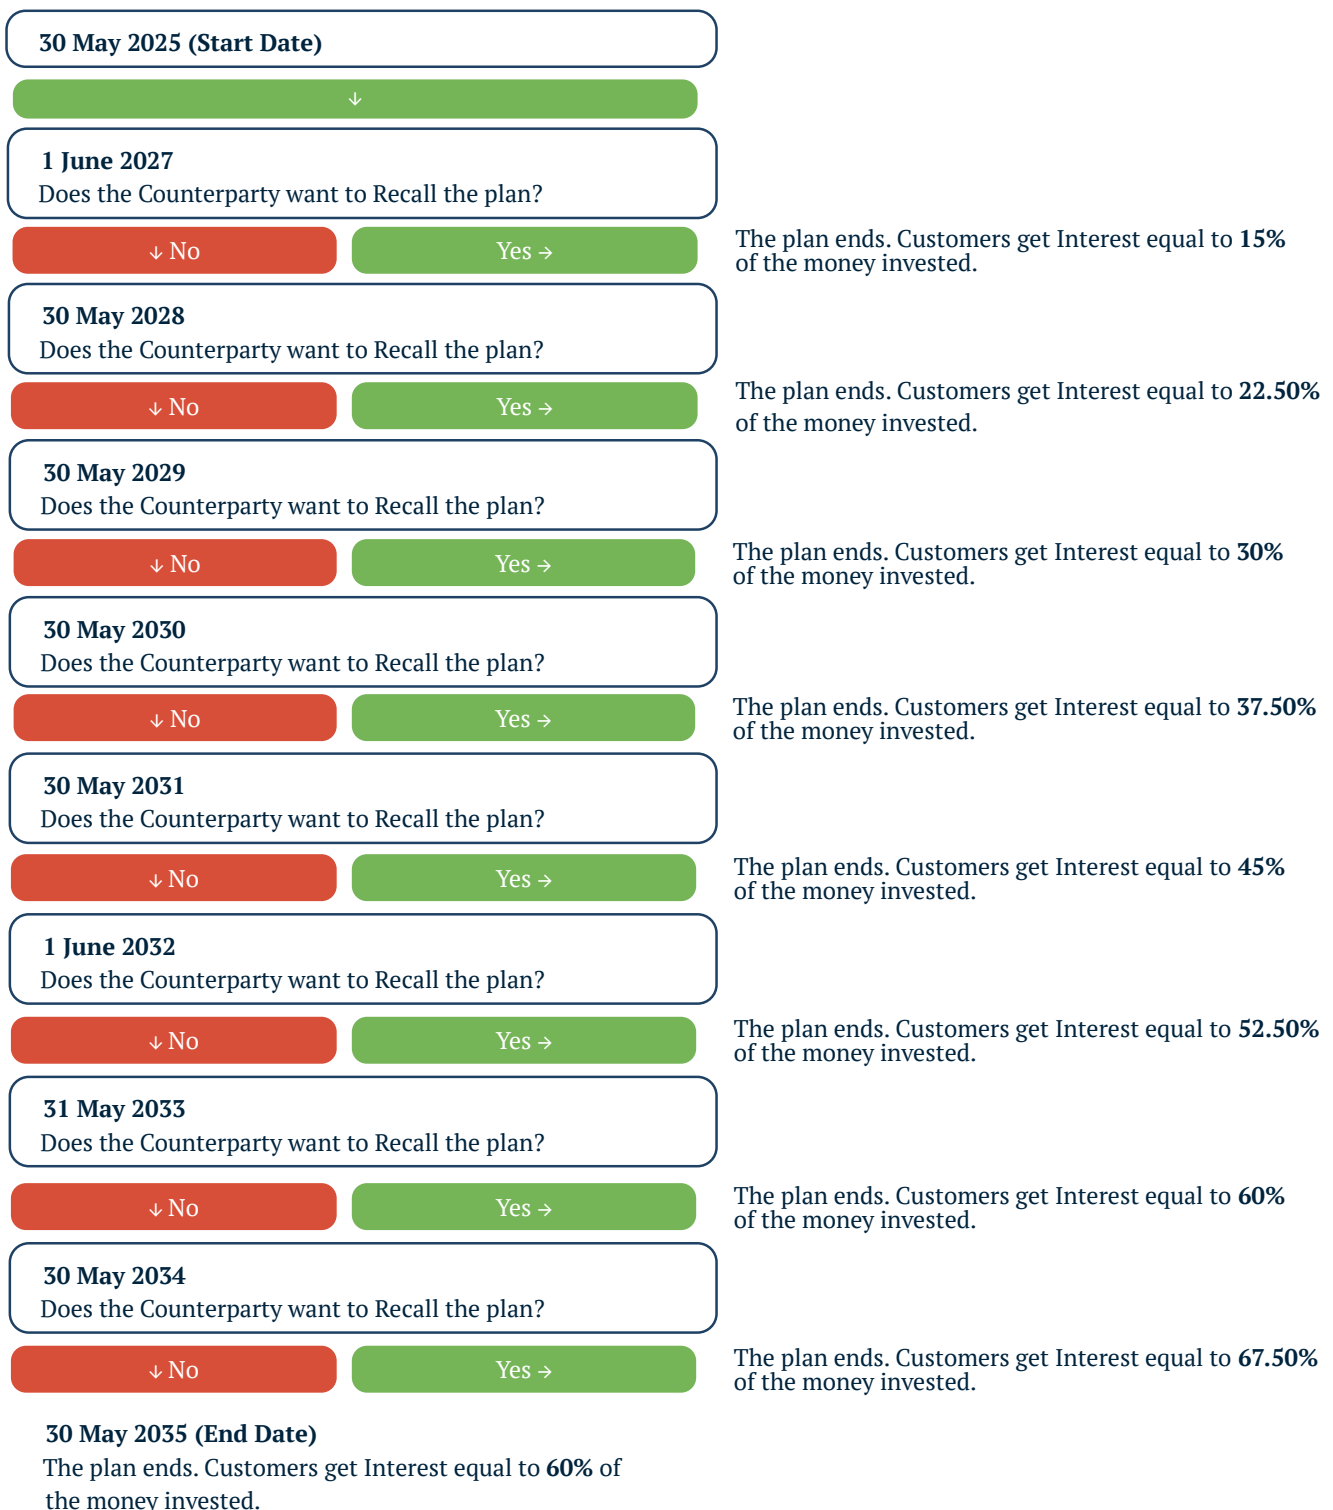 30 May 2025 (Start Date)
↓
1 June 2027
Does the Counterparty want to Recall the plan?
↓ No
Yes →
The plan ends. Customers get Interest equal to 15%
of the money invested.
30 May 2028
Does the Counterparty want to Recall the plan?
↓ No
Yes →
The plan ends. Customers get Interest equal to 22.50%
of the money invested.
30 May 2029
Does the Counterparty want to Recall the plan?
↓ No
Yes →
The plan ends. Customers get Interest equal to 30%
of the money invested.
30 May 2030
Does the Counterparty want to Recall the plan?
↓ No
Yes →
The plan ends. Customers get Interest equal to 37.50%
of the money invested.
30 May 2031
Does the Counterparty want to Recall the plan?
↓ No
Yes →
The plan ends. Customers get Interest equal to 45%
of the money invested.
1 June 2032
Does the Counterparty want to Recall the plan?
↓ No
Yes →
The plan ends. Customers get Interest equal to 52.50%
of the money invested.
31 May 2033
Does the Counterparty want to Recall the plan?
↓ No
Yes →
The plan ends. Customers get Interest equal to 60%
of the money invested.
30 May 2034
Does the Counterparty want to Recall the plan?
↓ No
Yes →
The plan ends. Customers get Interest equal to 67.50%
of the money invested.
30 May 2035 (End Date)
The plan ends. Customers get Interest equal to 60% of
the money invested.